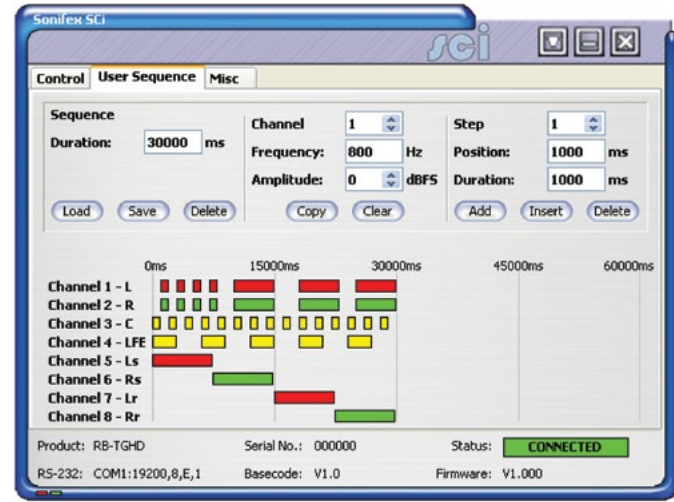 Sonifex SCi
sci
Control User Sequence Misc
Sequence
Duration: 30000 ms
Load Save Delete
Channel 1
Frequency: 800 Hz
Amplitude: 0 dBFS
Copy Clear
Step 1
Position: 1000 ms
Duration: 1000 ms
Add Insert Delete
0ms 15000ms 30000ms 45000ms 60000ms
Channel 1 - L
Channel 2 - R
Channel 3 - C
Channel 4 - LFE
Channel 5 - Ls
Channel 6 - Rs
Channel 7 - Lr
Channel 8 - Rr
Product: RB-TGHD Serial No.: 000000 Status: CONNECTED
RS-232: COM1:19200,8,E,1 Basecode: V1.0 Firmware: V1.000